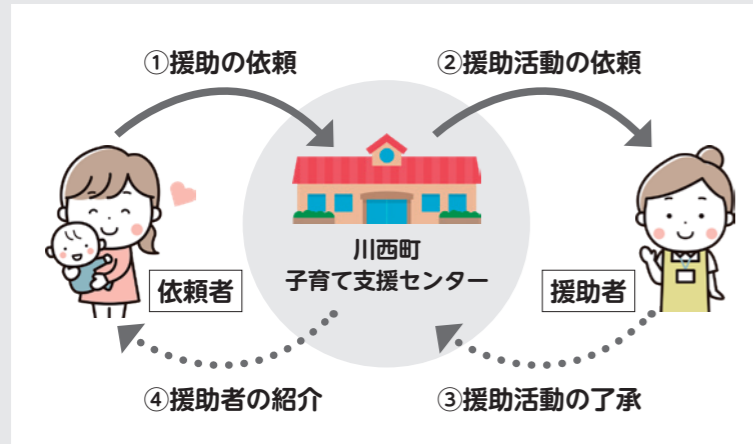 ①援助の依頼
②援助活動の依頼
川西町
子育て支援センター
依頼者
援助者
④援助者の紹介
③援助活動の了承